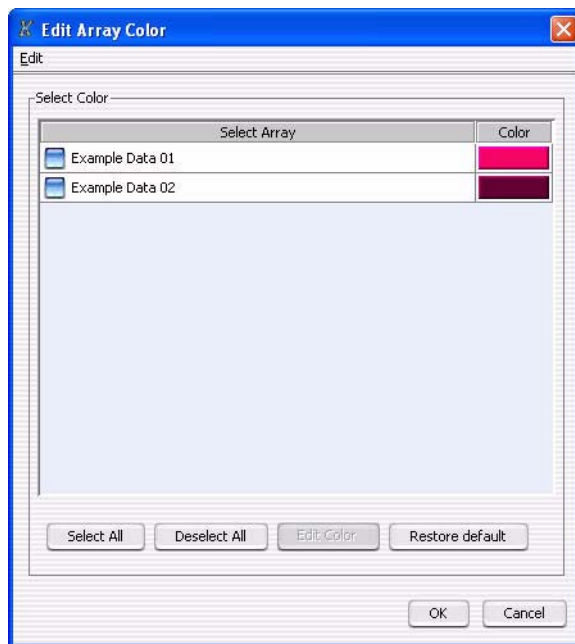 Edit Array Color
Edit
Select Color
Select Array Color
Example Data 01
Example Data 02
Select All Deselect All Edit Color Restore default
OK Cancel